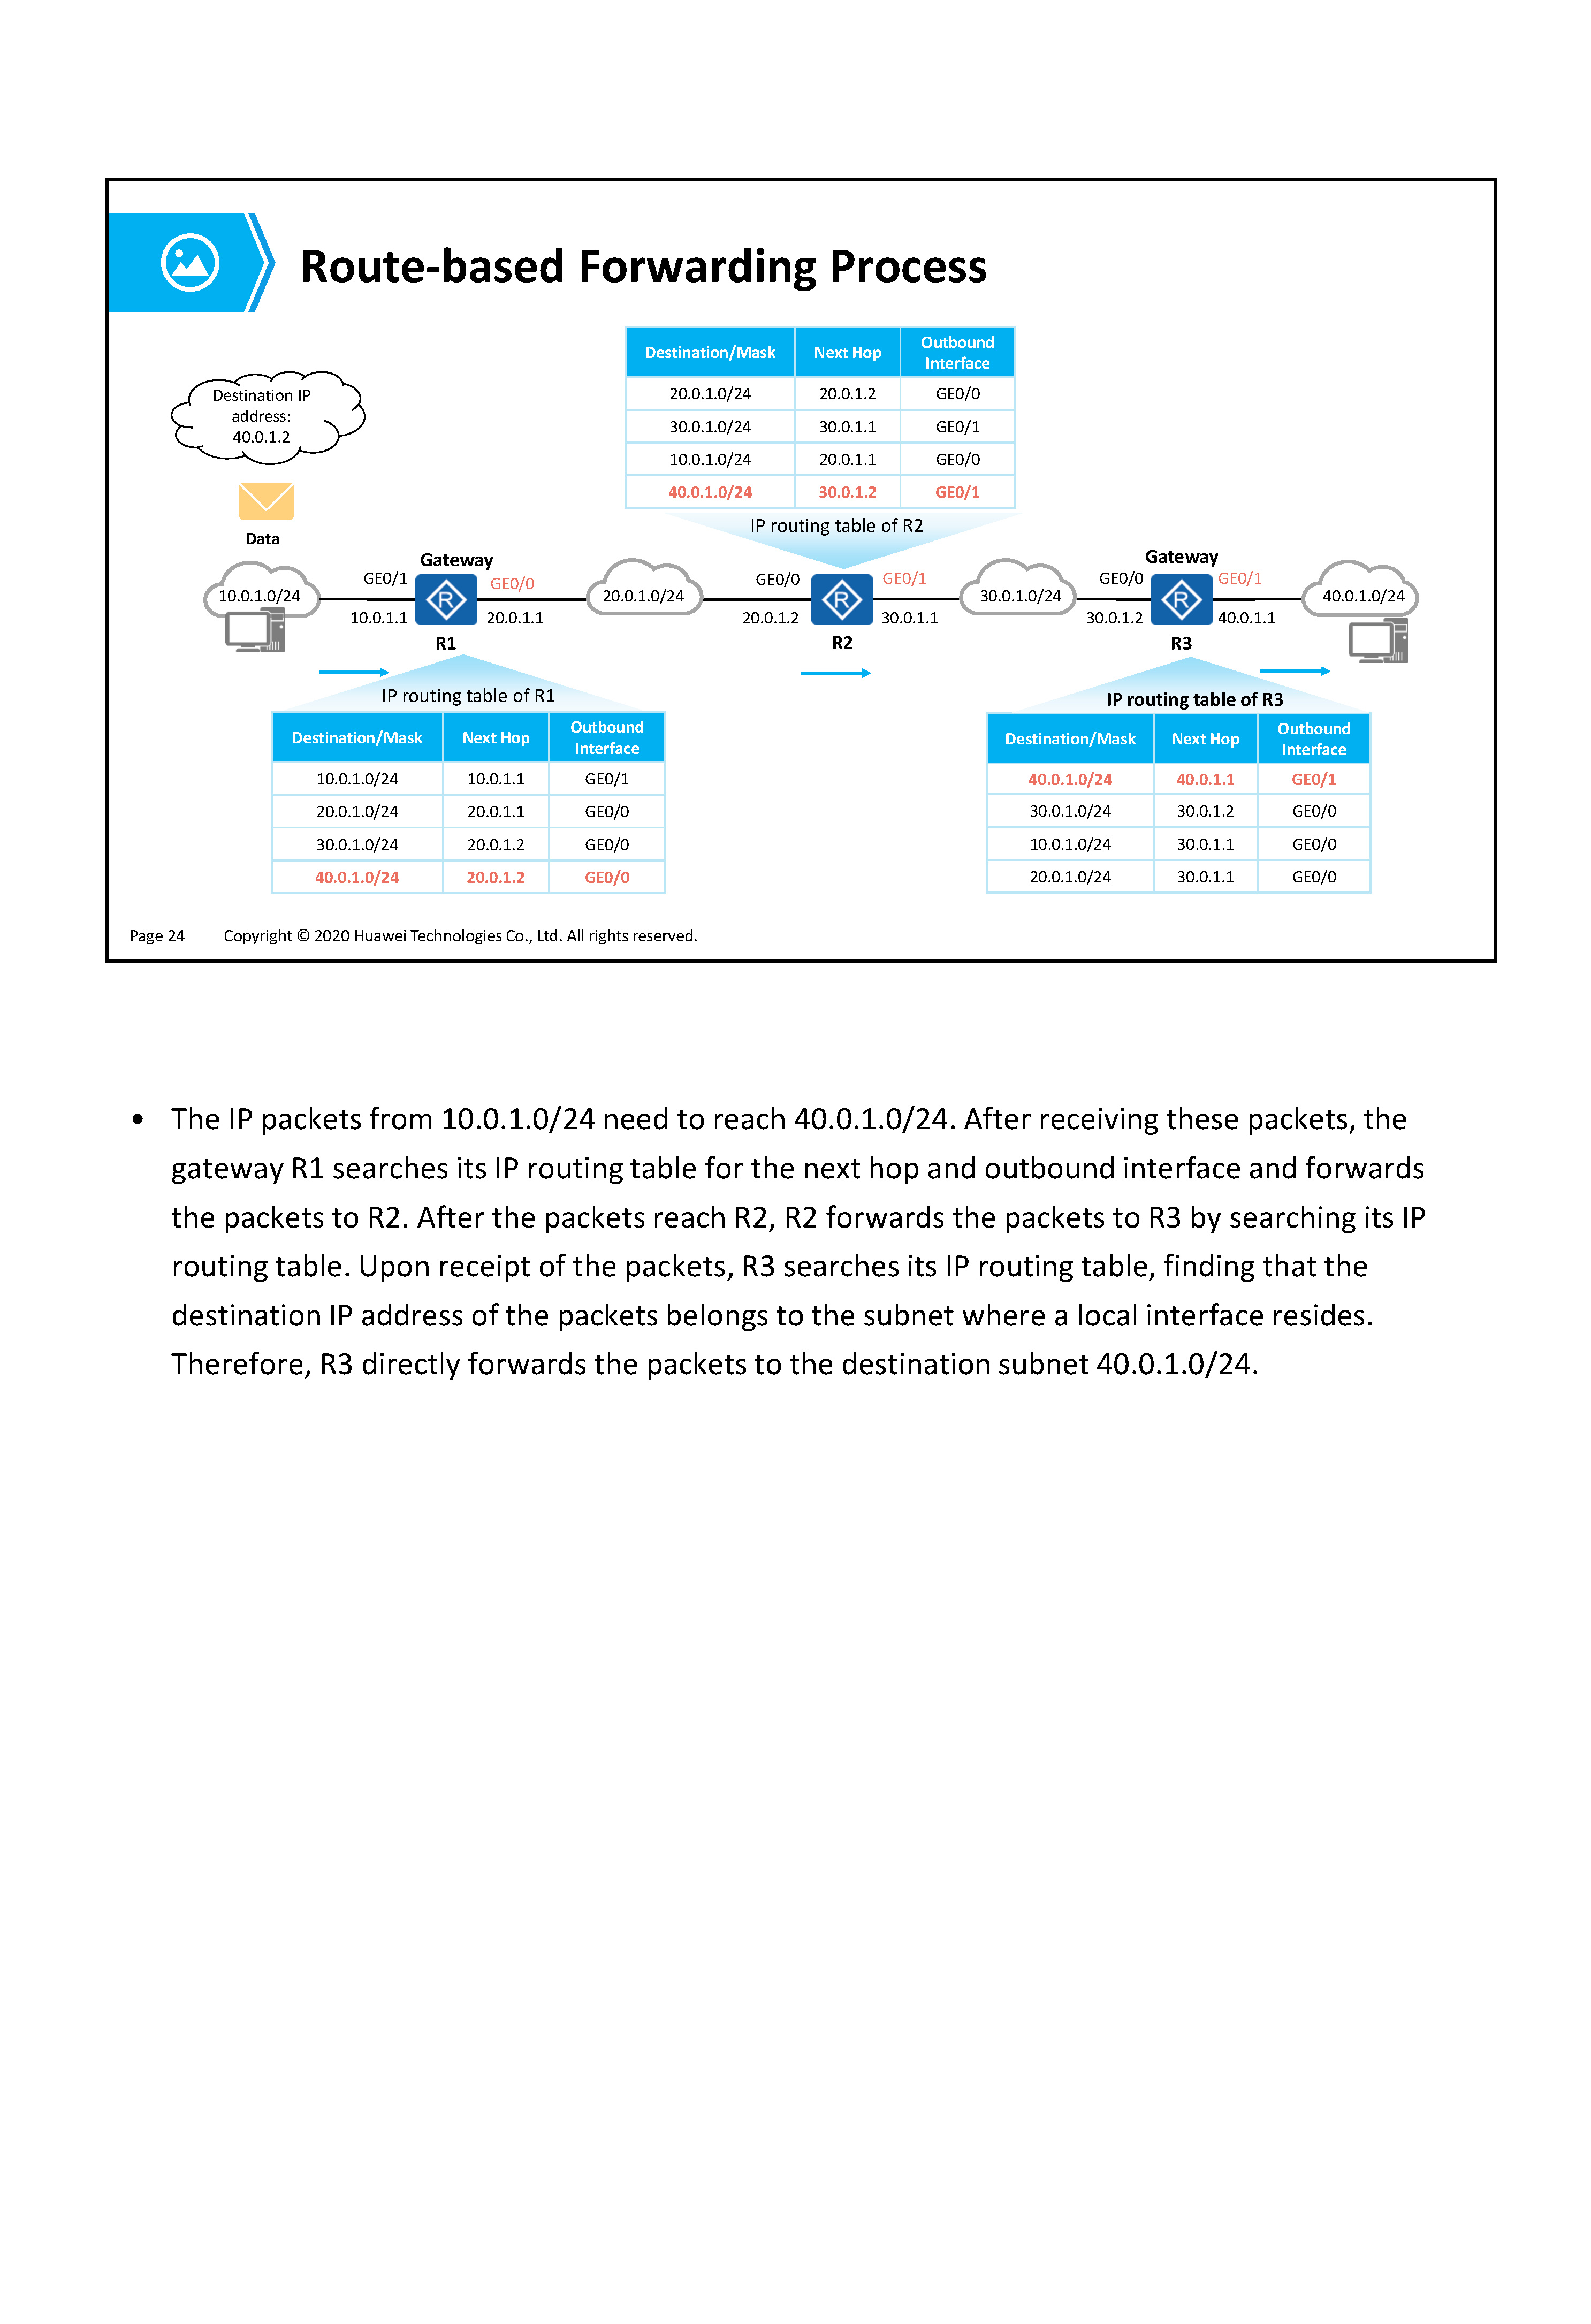 Route-based Forwarding Process
Destination/Mask Next Hop Outbound Interface
20.0.1.0/24 20.0.1.2 GE0/0
30.0.1.0/24 30.0.1.1 GE0/1
10.0.1.0/24 20.0.1.1 GE0/0
40.0.1.0/24 30.0.1.2 GE0/1
IP routing table of R2
Destination IP
address:
40.0.1.2
Data
Gateway
Gateway
10.0.1.0/24 GE0/1 R GE0/0 20.0.1.0/24 GE0/0 R GE0/1 30.0.1.0/24 GE0/0 R GE0/1 40.0.1.0/24
10.0.1.1 20.0.1.1 20.0.1.2 30.0.1.1 30.0.1.2 40.0.1.1
R1 R2 R3
IP routing table of R1
Destination/Mask Next Hop Outbound Interface
10.0.1.0/24 10.0.1.1 GE0/1
20.0.1.0/24 20.0.1.1 GE0/0
30.0.1.0/24 20.0.1.2 GE0/0
40.0.1.0/24 20.0.1.2 GE0/0
IP routing table of R3
Destination/Mask Next Hop Outbound Interface
40.0.1.0/24 40.0.1.1 GE0/1
30.0.1.0/24 30.0.1.2 GE0/0
10.0.1.0/24 30.0.1.1 GE0/0
20.0.1.0/24 30.0.1.1 GE0/0
Page 24 Copyright © 2020 Huawei Technologies Co., Ltd. All rights reserved.
• The IP packets from 10.0.1.0/24 need to reach 40.0.1.0/24. After receiving these packets, the
gateway R1 searches its IP routing table for the next hop and outbound interface and forwards
the packets to R2. After the packets reach R2, R2 forwards the packets to R3 by searching its IP
routing table. Upon receipt of the packets, R3 searches its IP routing table, finding that the
destination IP address of the packets belongs to the subnet where a local interface resides.
Therefore, R3 directly forwards the packets to the destination subnet 40.0.1.0/24.